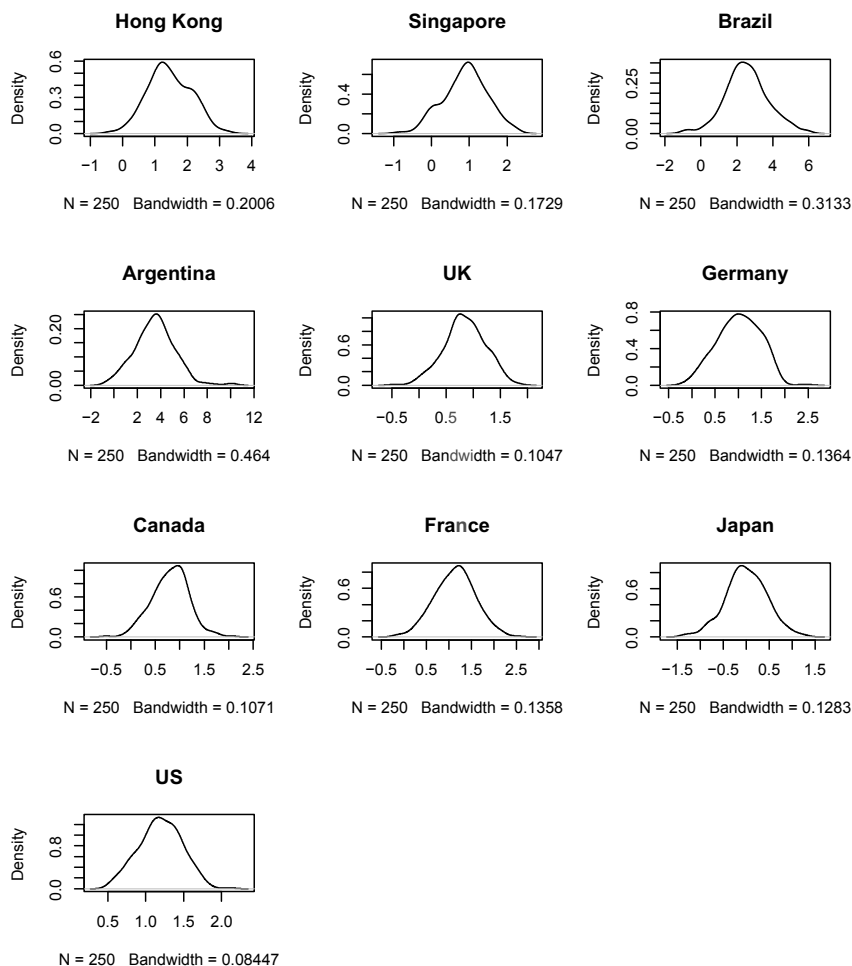 Hong Kong
Density
0.0 0.3 0.6
−1 0 1 2 3 4
N = 250 Bandwidth = 0.2006
Singapore
Density
0.0 0.4
−1 0 1 2
N = 250 Bandwidth = 0.1729
Brazil
Density
0.00 0.25
−2 0 2 4 6
N = 250 Bandwidth = 0.3133
Argentina
Density
0.00 0.20
−2 2 4 6 8 12
N = 250 Bandwidth = 0.464
UK
Density
0.0 0.6
−0.5 0.5 1.5
N = 250 Bandwidth = 0.1047
Germany
Density
0.0 0.4 0.8
−0.5 0.5 1.5 2.5
N = 250 Bandwidth = 0.1364
Canada
Density
0.0 0.6
−0.5 0.5 1.5 2.5
N = 250 Bandwidth = 0.1071
France
Density
0.0 0.6
−0.5 0.5 1.5 2.5
N = 250 Bandwidth = 0.1358
Japan
Density
0.0 0.6
−1.5 −0.5 0.5 1.5
N = 250 Bandwidth = 0.1283
US
Density
0.0 0.8
0.5 1.0 1.5 2.0
N = 250 Bandwidth = 0.08447